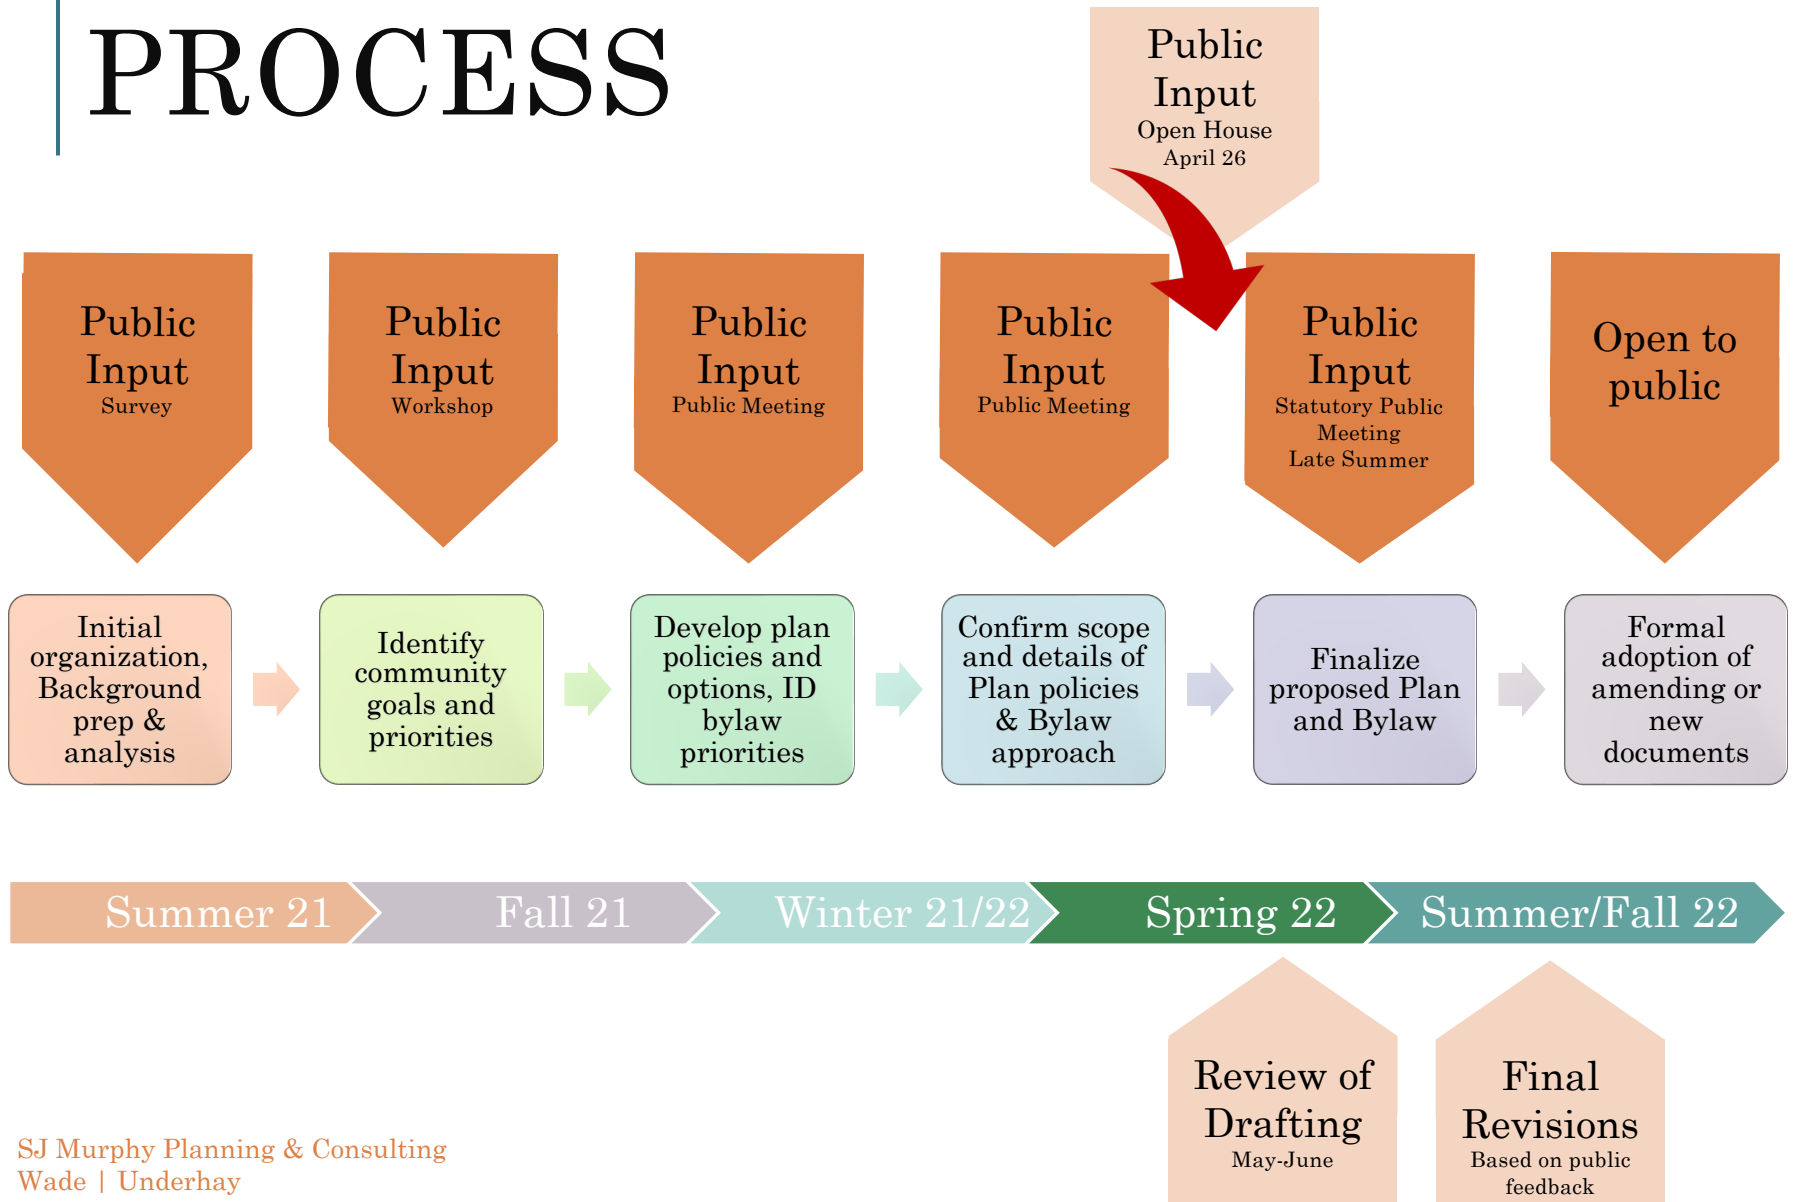 PROCESS
Public
Input
Open House
April 26
Public
Input
Survey
Public
Input
Workshop
Public
Input
Public Meeting
Public
Input
Public Meeting
Public
Input
Statutory Public
Meeting
Late Summer
Open to
public
Initial
organization,
Background
prep &
analysis
Identify
community
goals and
priorities
Develop plan
policies and
options, ID
bylaw
priorities
Confirm scope
and details of
Plan policies
& Bylaw
approach
Finalize
proposed Plan
and Bylaw
Formal
adoption of
amending or
new
documents
Summer 21
Fall 21
Winter 21/22
Spring 22
Summer/Fall 22
Review of
Drafting
May-June
Final
Revisions
Based on public
feedback
SJ Murphy Planning & Consulting
Wade | Underhay